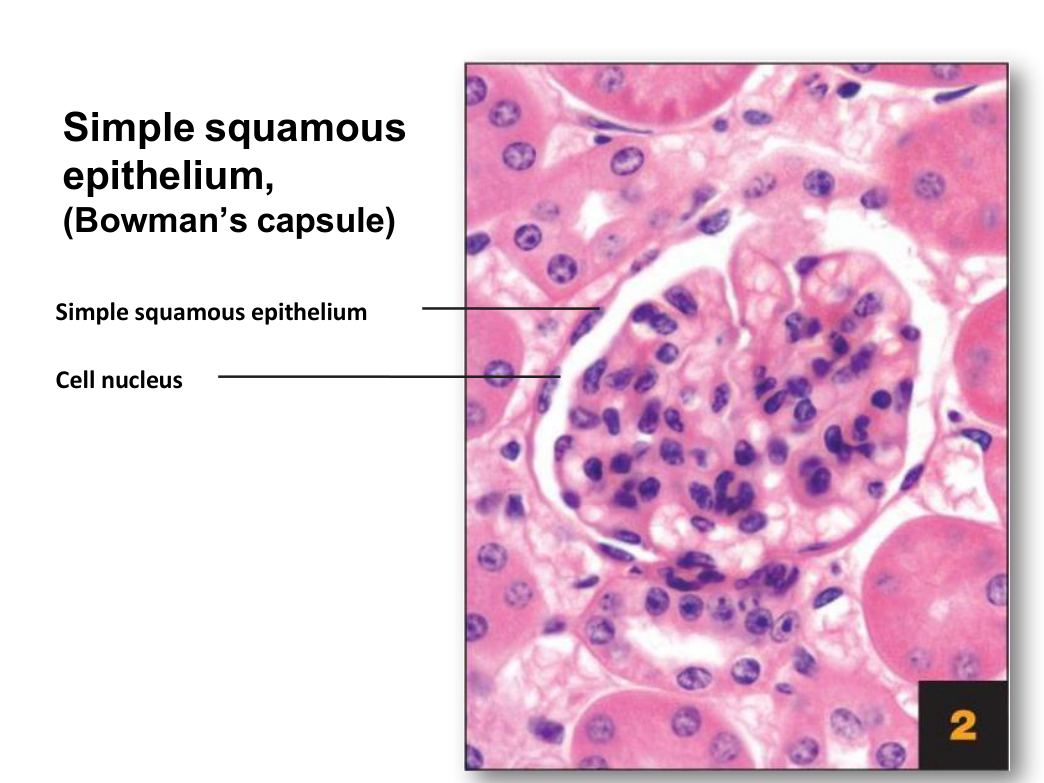 Simple squamous
epithelium,
(Bowman’s capsule)
Simple squamous epithelium
Cell nucleus
2